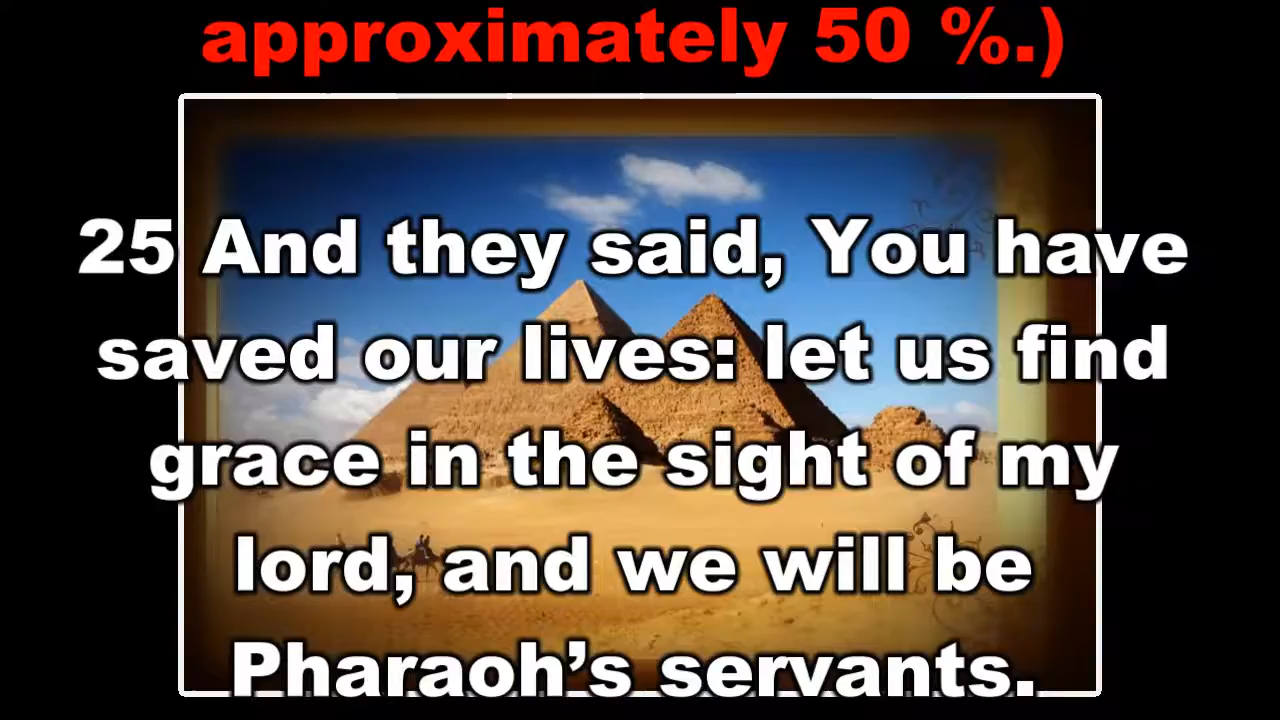 approximately 50 %.)
25 And they said, You have
saved our lives: let us find
grace in the sight of my
lord, and we will be
Pharaoh’s servants.